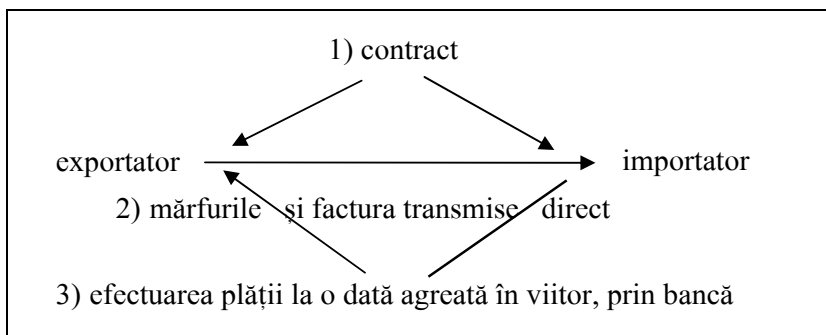 1) contract
exportator importator
2) mărfurile și factura transmise direct
3) efectuarea plății la o dată agreată în viitor, prin bancă